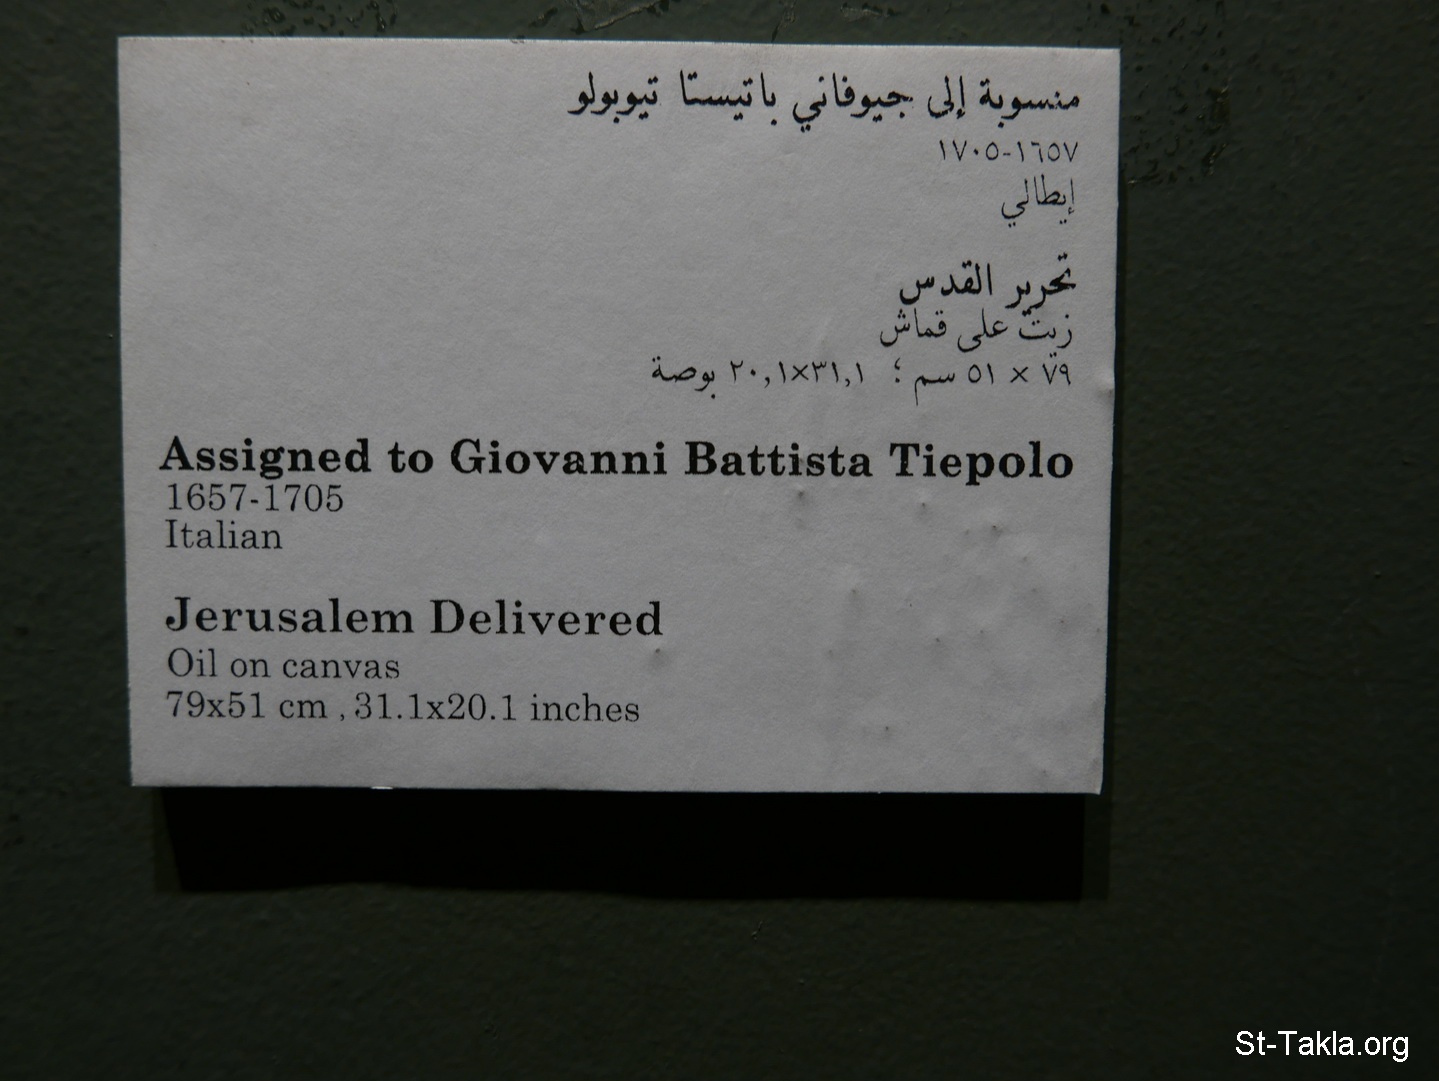 منسوبة إلى جيوفاني باتيستا تيوبولو
١٦٥٧-١٧٠٥
إيطالي
تحرير القدس
زيت على قماش
٧٩ × ٥١ سم ؛ ٣١,١×٢٠,١ بوصة
Assigned to Giovanni Battista Tiepolo
1657-1705
Italian
Jerusalem Delivered
Oil on canvas
79x51 cm , 31.1x20.1 inches
St-Takla.org